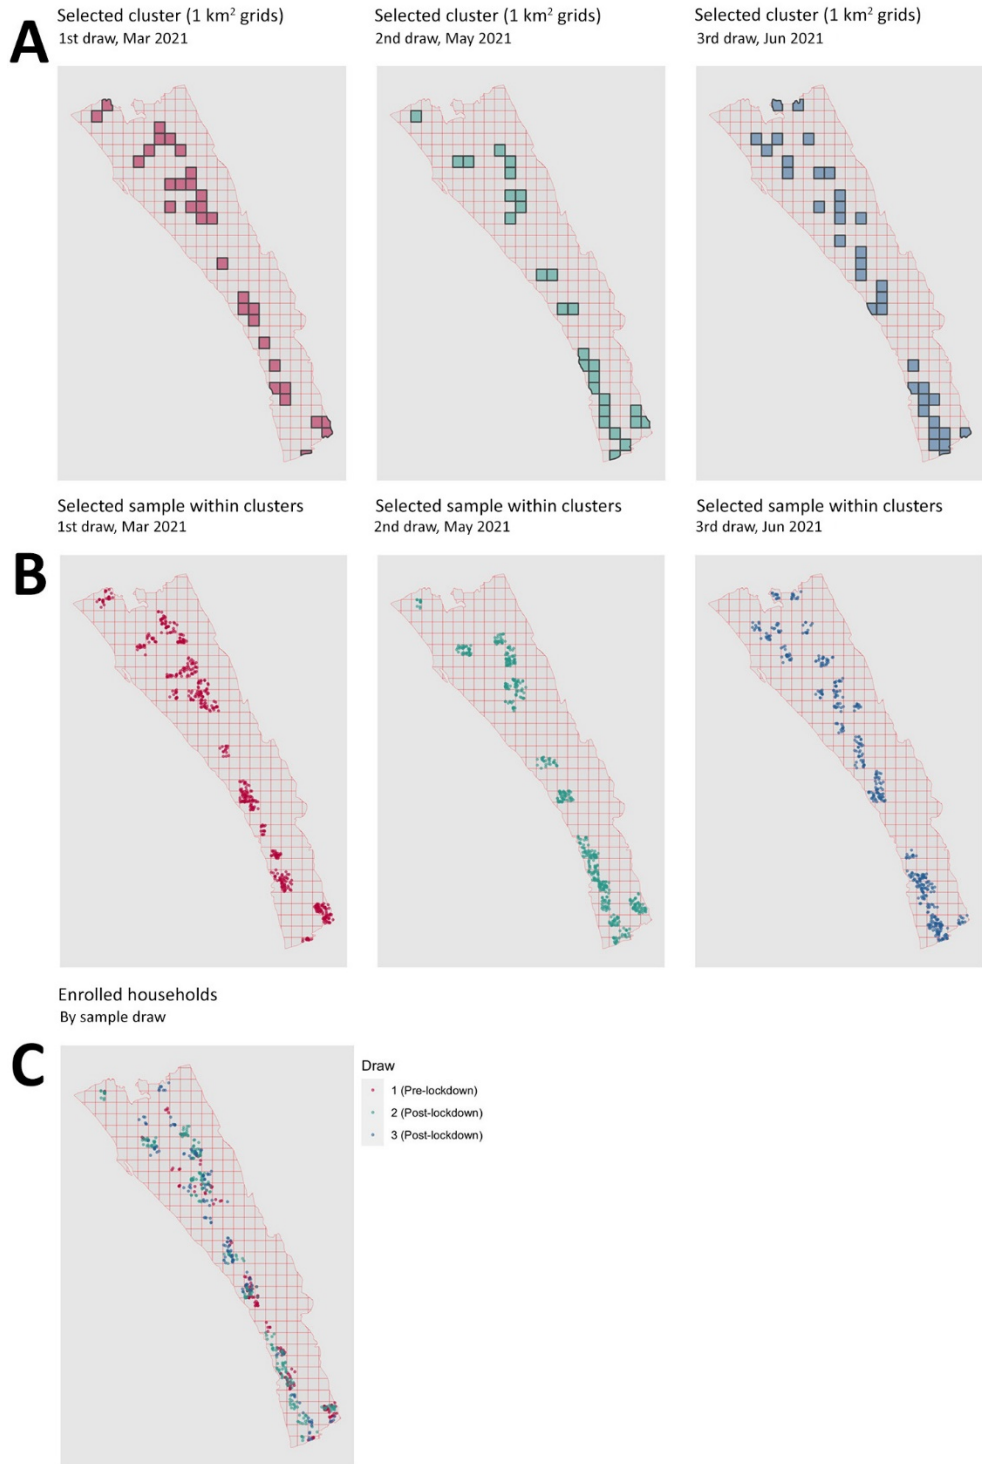 A
Selected cluster (1 km² grids)
1st draw, Mar 2021
Selected cluster (1 km² grids)
2nd draw, May 2021
Selected cluster (1 km² grids)
3rd draw, Jun 2021
B
Selected sample within clusters
1st draw, Mar 2021
Selected sample within clusters
2nd draw, May 2021
Selected sample within clusters
3rd draw, Jun 2021
C
Enrolled households
By sample draw
Draw
1 (Pre-lockdown)
2 (Post-lockdown)
3 (Post-lockdown)